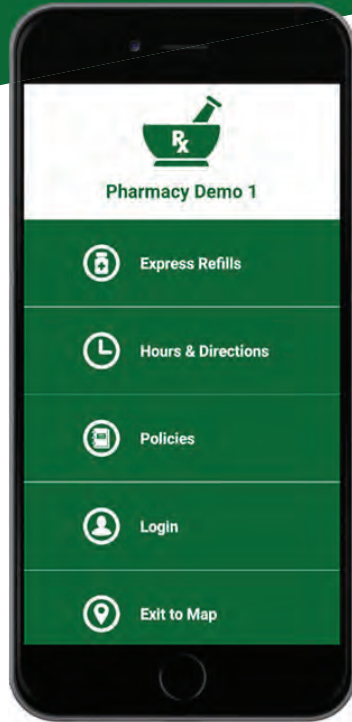 Rx
Pharmacy Demo 1
Express Refills
Hours & Directions
Policies
Login
Exit to Map